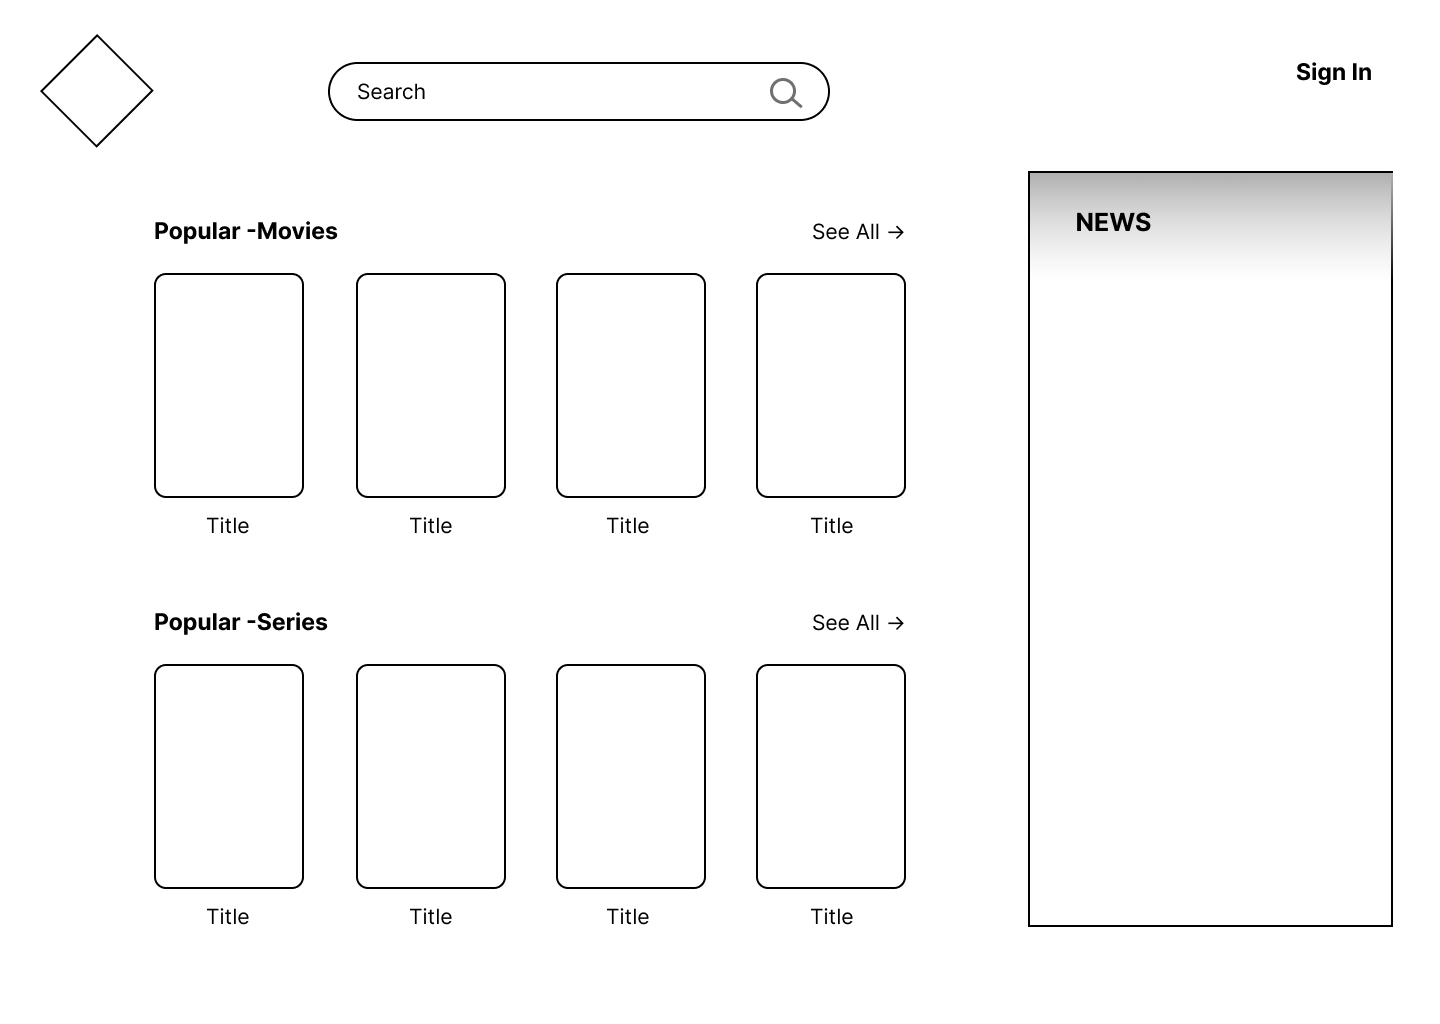 Search
Sign In
Popular -Movies
See All →
Title
Title
Title
Title
Popular -Series
See All →
Title
Title
Title
Title
NEWS